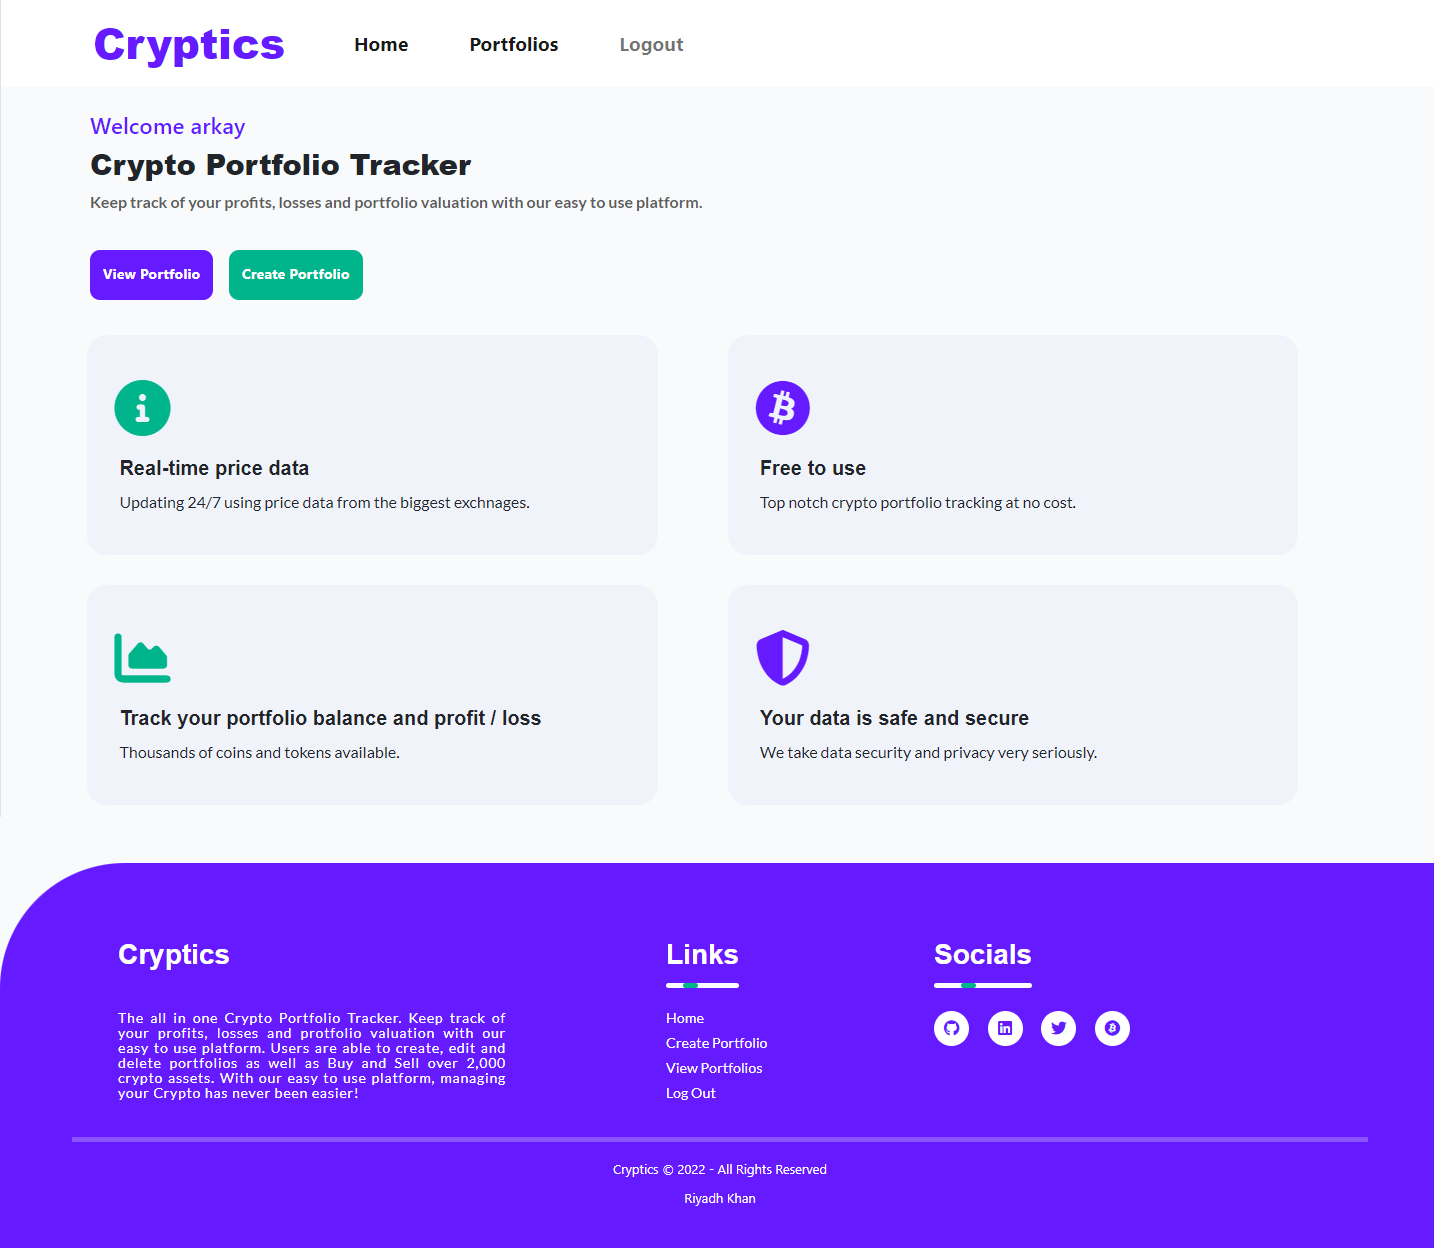 Cryptics
Home
Portfolios
Logout
Welcome arkay
Crypto Portfolio Tracker
Keep track of your profits, losses and portfolio valuation with our easy to use platform.
View Portfolio
Create Portfolio
Real-time price data
Updating 24/7 using price data from the biggest exchnages.
Free to use
Top notch crypto portfolio tracking at no cost.
Track your portfolio balance and profit / loss
Thousands of coins and tokens available.
Your data is safe and secure
We take data security and privacy very seriously.
Cryptics
The all in one Crypto Portfolio Tracker. Keep track of
your profits, losses and protfolio valuation with our
easy to use platform. Users are able to create, edit and
delete portfolios as well as Buy and Sell over 2,000
crypto assets. With our easy to use platform, managing
your Crypto has never been easier!
Links
Home
Create Portfolio
View Portfolios
Log Out
Socials
Cryptics © 2022 - All Rights Reserved
Riyadh Khan